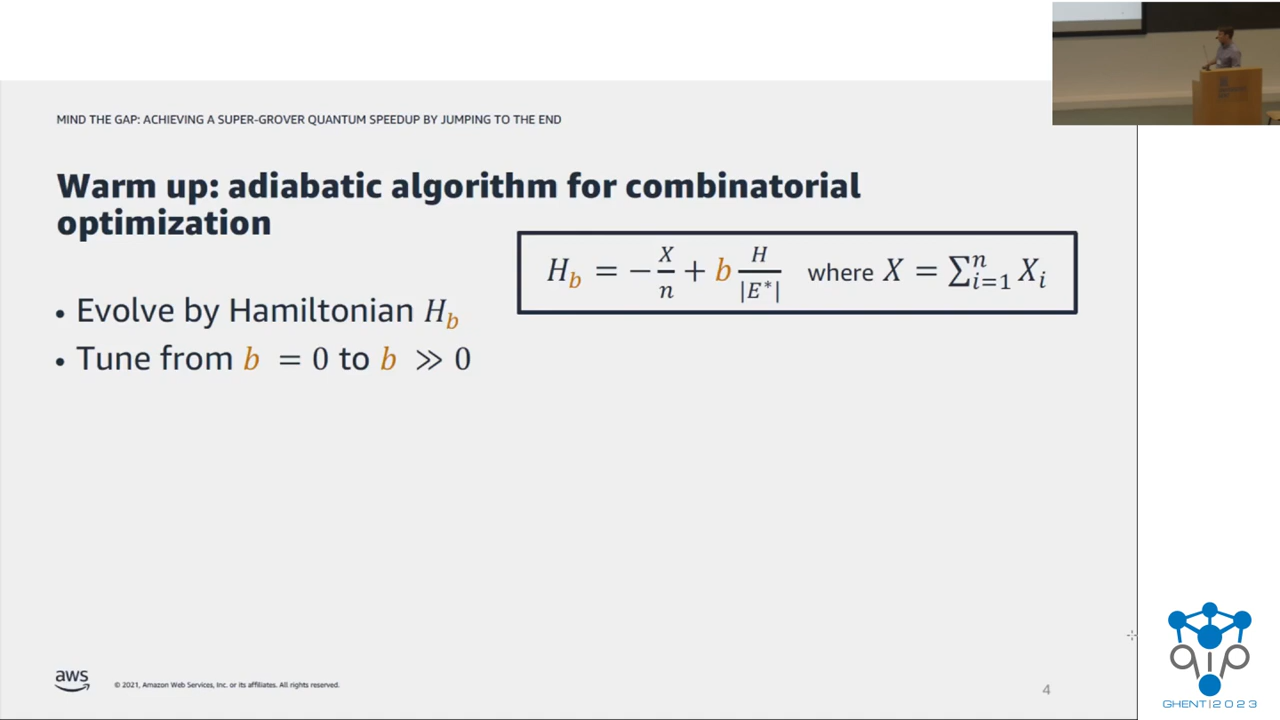 MIND THE GAP: ACHIEVING A SUPER-GROVER QUANTUM SPEEDUP BY JUMPING TO THE END
Warm up: adiabatic algorithm for combinatorial
optimization
H_b = −X/n + b H/|E*| where X = ∑_{i=1}^{n} X_i
• Evolve by Hamiltonian H_b
• Tune from b = 0 to b ≫ 0
aws
© 2021, Amazon Web Services, Inc. or its affiliates. All rights reserved.
4
qip
GHENT|2023